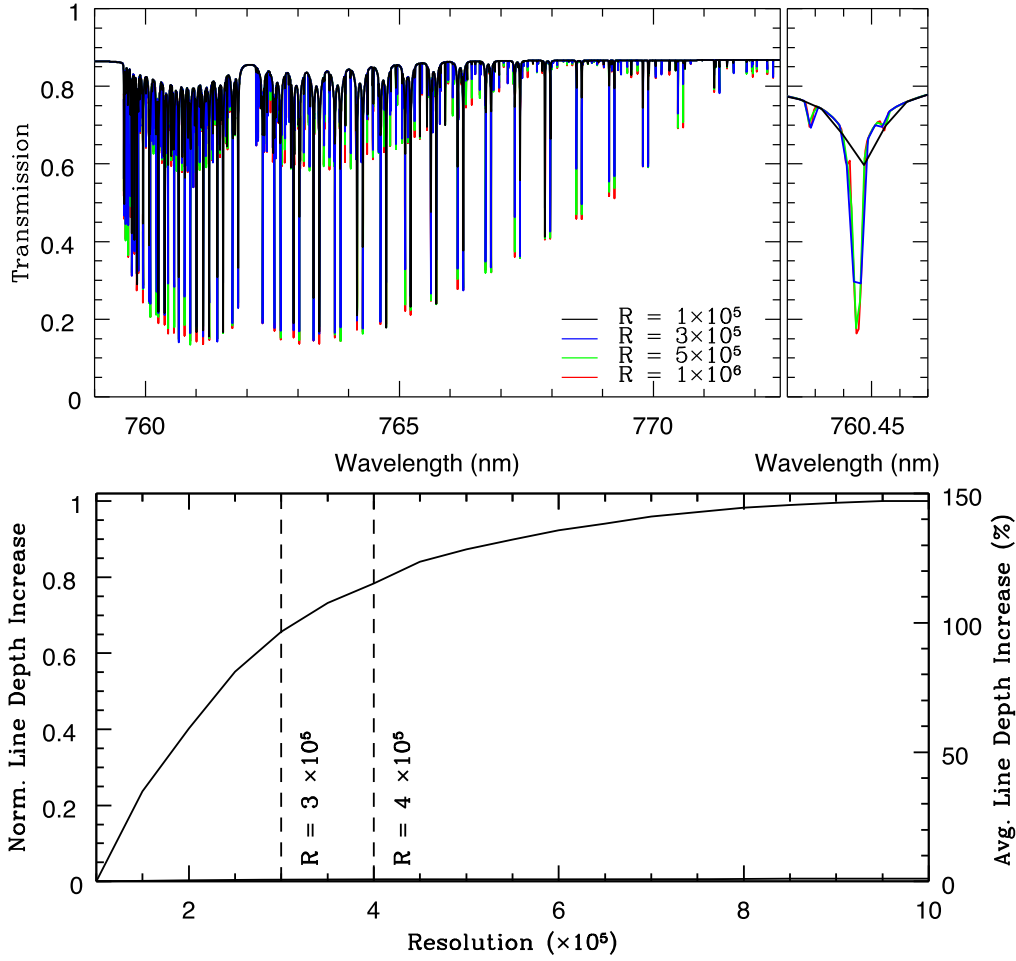 1
0.8
0.6
0.4
0.2
0
Transmission
R = 1×10⁵
R = 3×10⁵
R = 5×10⁵
R = 1×10⁶
760
765
770
760.45
Wavelength (nm)
Wavelength (nm)
1
0.8
0.6
0.4
0.2
0
Norm. Line Depth Increase
R = 3 ×10⁵
R = 4 ×10⁵
150
100
50
0
Avg. Line Depth Increase (%)
2
4
6
8
10
Resolution (×10⁵)